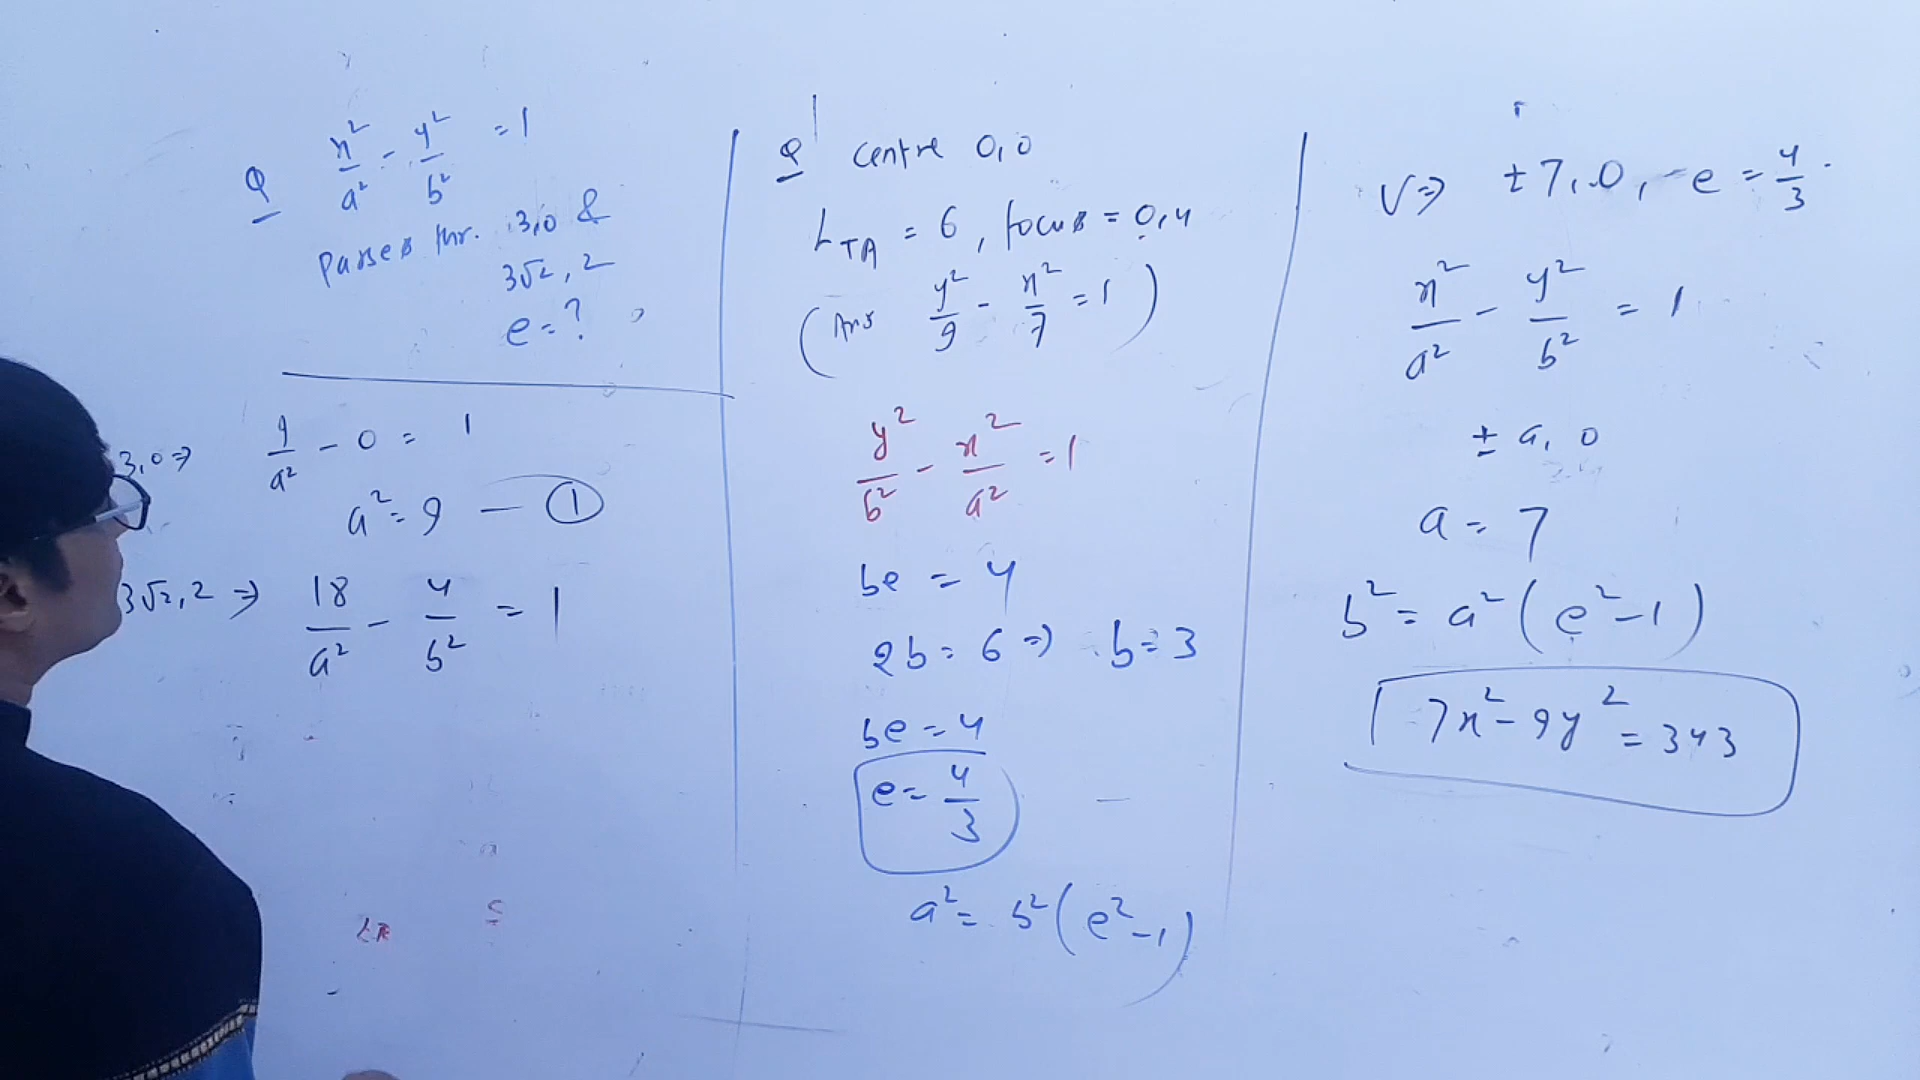 Q x²/a² - y²/b² = 1
passes thr. 3,0 &
3√2, 2
e = ?
3,0 ⇒ 9/a² - 0 = 1
a² = 9 — ①
3√2, 2 ⇒ 18/a² - 4/b² = 1
Q centre 0,0
L_TA = 6, focus = 0,4
(Ans y²/9 - x²/7 = 1)
y²/b² - x²/a² = 1
be = 4
2b = 6 ⇒ b = 3
be = 4
e = 4/3
a² = b²(e² - 1)
V ⇒ ±7, 0, e = 4/3
x²/a² - y²/b² = 1
± a, 0
a = 7
b² = a²(e² - 1)
7x² - 9y² = 343